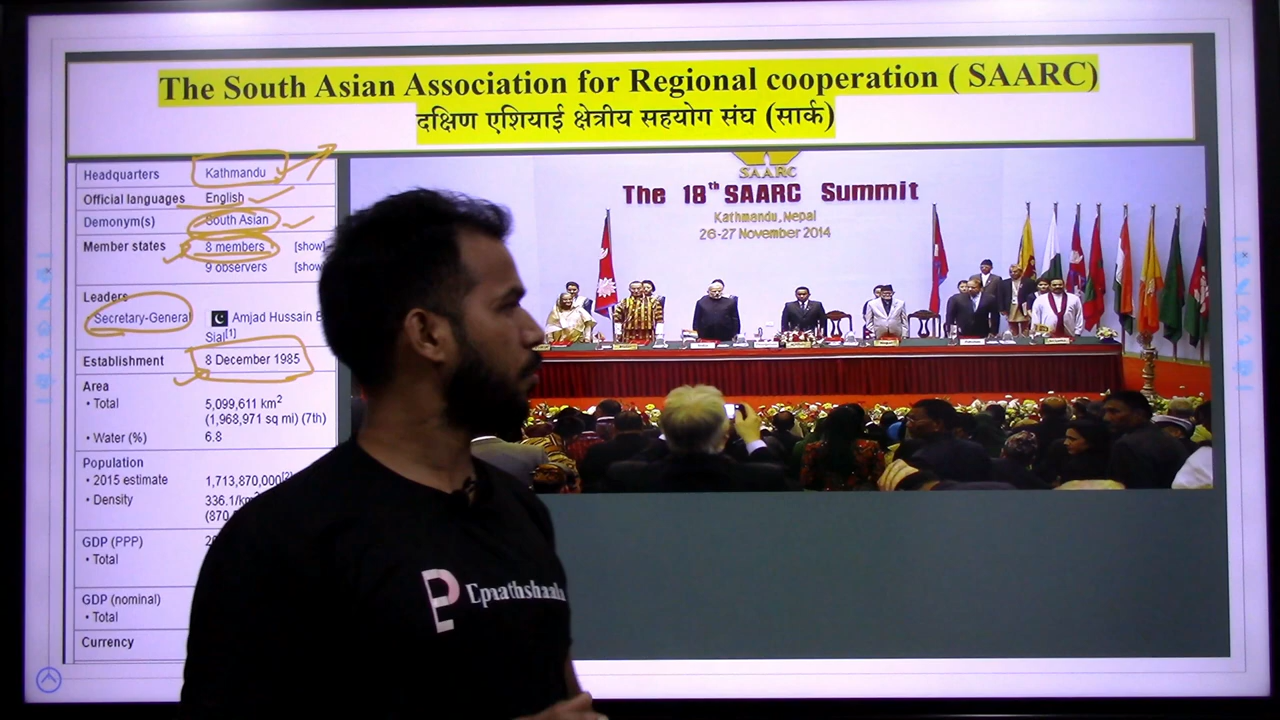 The South Asian Association for Regional cooperation ( SAARC)
दक्षिण एशियाई क्षेत्रीय सहयोग संघ (सार्क)
Headquarters Kathmandu
Official languages English
Demonym(s) South Asian
Member states 8 members [show]
9 observers [show
Leaders
• Secretary-General Amjad Hussain B
Sial[1]
Establishment 8 December 1985
Area
• Total 5,099,611 km2
(1,968,971 sq mi) (7th)
• Water (%) 6.8
Population
• 2015 estimate 1,713,870,000[2]
• Density 336.1/km2
(870.
GDP (PPP) 20
• Total
GDP (nominal)
• Total
Currency
SAARC
The 18th SAARC Summit
Kathmandu, Nepal
26-27 November 2014
Epaathshaala